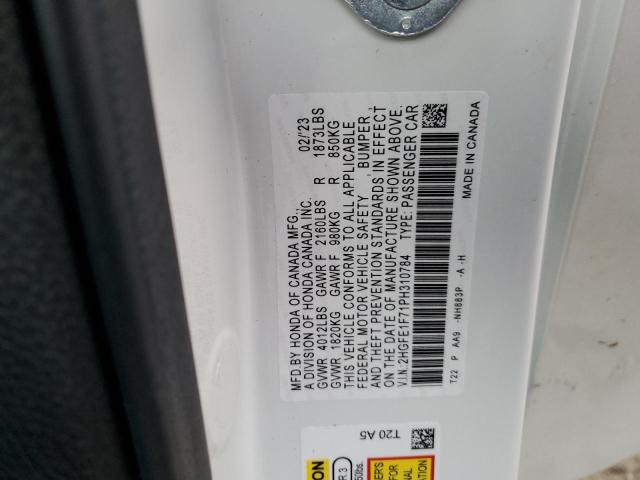 MFD.BY HONDA OF CANADA MFG., 02/'23
A DIVISION OF HONDA CANADA INC.
GVWR 4012LBS GAWR F 2160LBS R 1873LBS
GVWR 1820KG GAWR F 980KG R 850KG
THIS VEHICLE CONFORMS TO ALL APPLICABLE
FEDERAL MOTOR VEHICLE SAFETY, BUMPER,
AND THEFT PREVENTION STANDARDS IN EFFECT
ON THE DATE OF MANUFACTURE SHOWN ABOVE.
V.I.N: 2HGFE1F71PH310784 TYPE: PASSENGER CAR
T22 P AA9 -NH883P -A-H
MADE IN CANADA
T20 A5